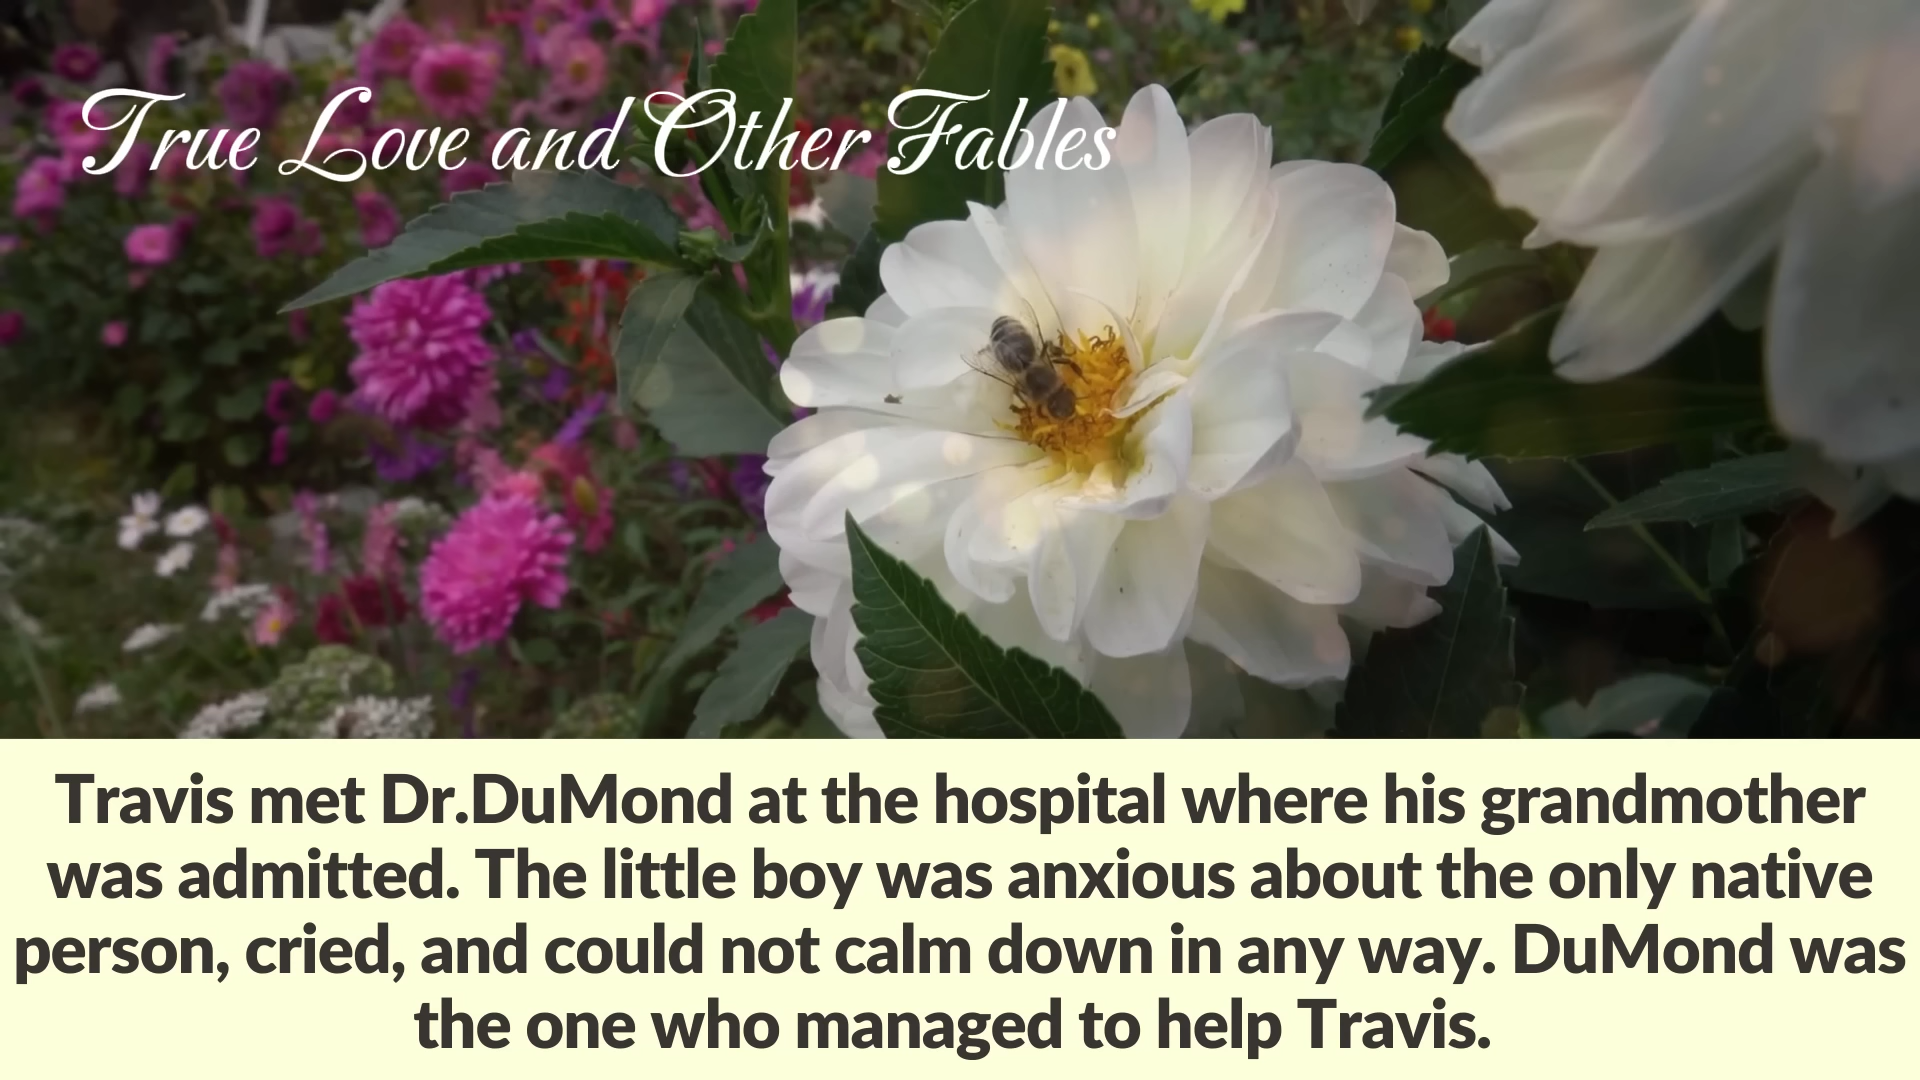 True Love and Other Fables
Travis met Dr.DuMond at the hospital where his grandmother
was admitted. The little boy was anxious about the only native
person, cried, and could not calm down in any way. DuMond was
the one who managed to help Travis.